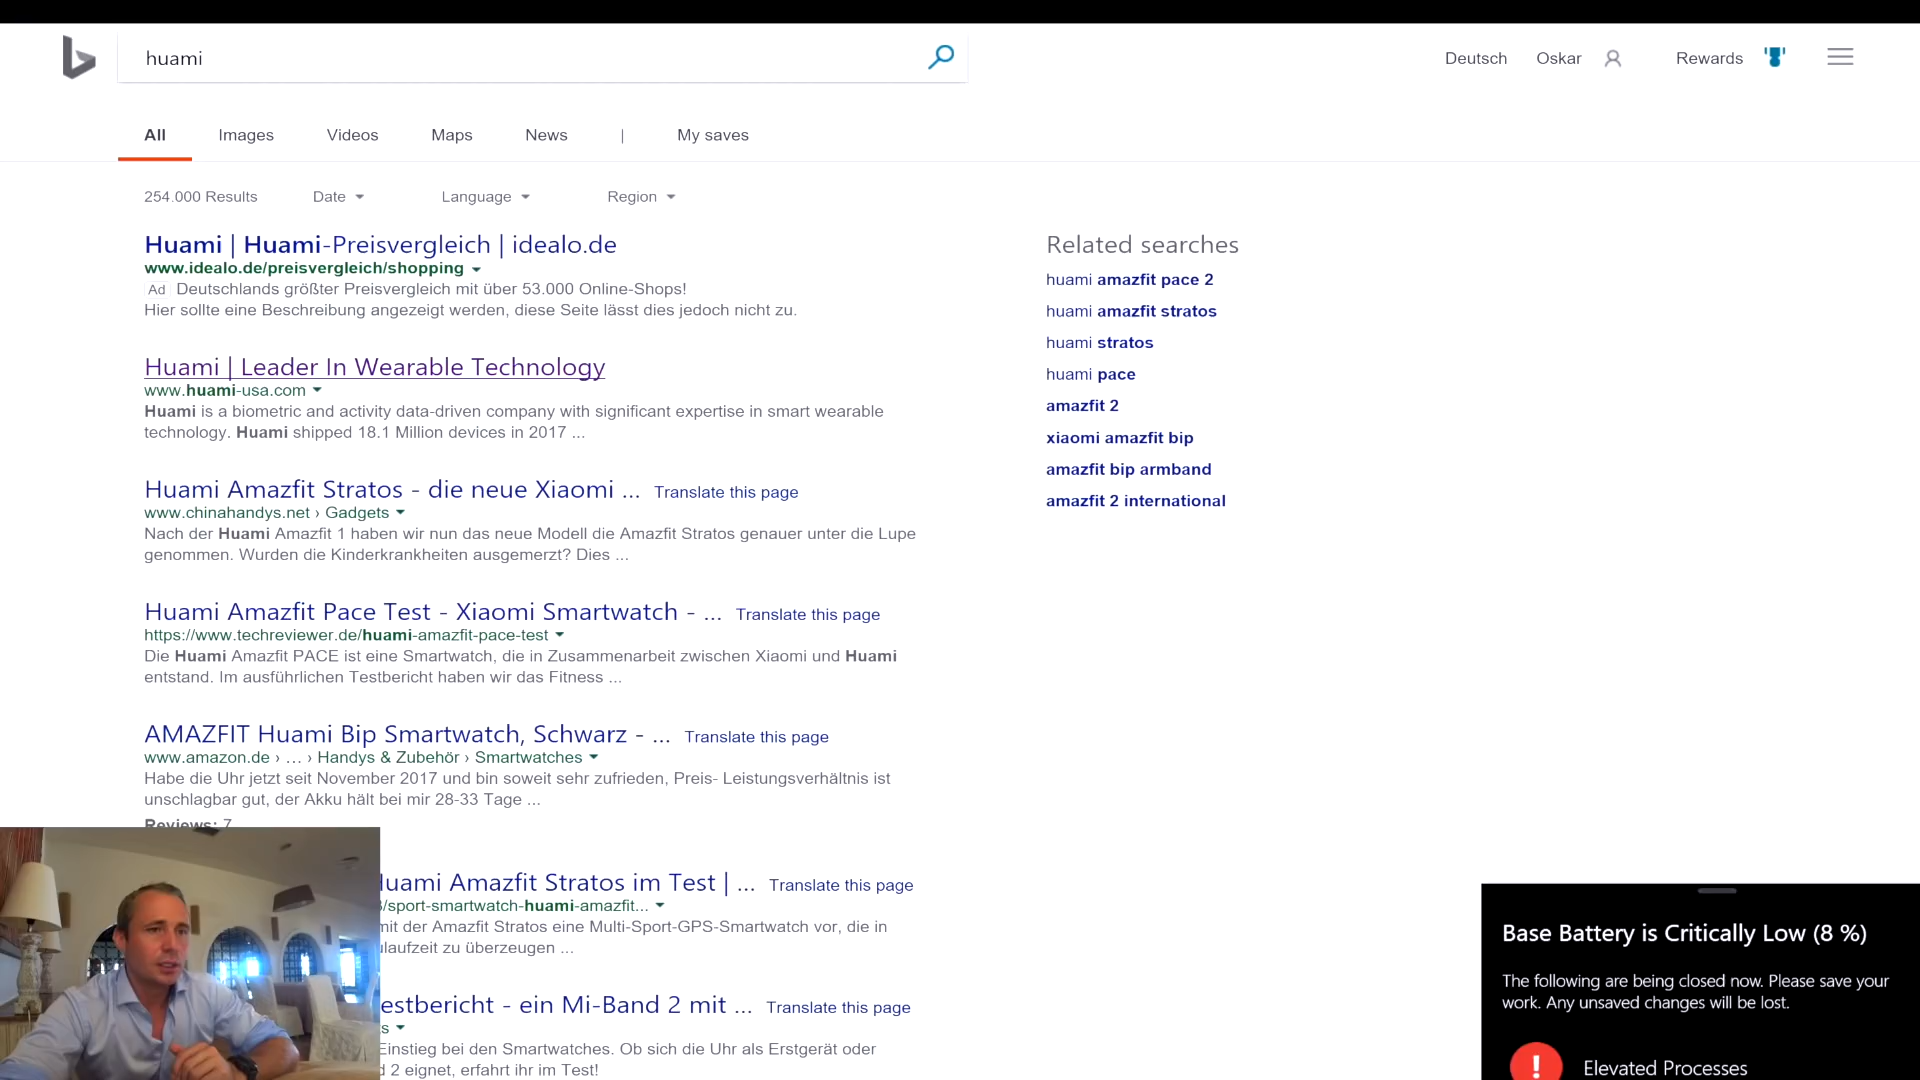 huami
Deutsch Oskar Rewards
All Images Videos Maps News | My saves
254.000 Results Date Language Region
Huami | Huami-Preisvergleich | idealo.de
www.idealo.de/preisvergleich/shopping
Ad Deutschlands größter Preisvergleich mit über 53.000 Online-Shops!
Hier sollte eine Beschreibung angezeigt werden, diese Seite lässt dies jedoch nicht zu.
Huami | Leader In Wearable Technology
www.huami-usa.com
Huami is a biometric and activity data-driven company with significant expertise in smart wearable
technology. Huami shipped 18.1 Million devices in 2017 ...
Huami Amazfit Stratos - die neue Xiaomi ... Translate this page
www.chinahandys.net › Gadgets
Nach der Huami Amazfit 1 haben wir nun das neue Modell die Amazfit Stratos genauer unter die Lupe
genommen. Wurden die Kinderkrankheiten ausgemerzt? Dies ...
Huami Amazfit Pace Test - Xiaomi Smartwatch - ... Translate this page
https://www.techreviewer.de/huami-amazfit-pace-test
Die Huami Amazfit PACE ist eine Smartwatch, die in Zusammenarbeit zwischen Xiaomi und Huami
entstand. Im ausführlichen Testbericht haben wir das Fitness ...
AMAZFIT Huami Bip Smartwatch, Schwarz - ... Translate this page
www.amazon.de › ... › Handys & Zubehör › Smartwatches
Habe die Uhr jetzt seit November 2017 und bin soweit sehr zufrieden, Preis- Leistungsverhältnis ist
unschlagbar gut, der Akku hält bei mir 28-33 Tage ...
Reviews: 7
Huami Amazfit Stratos im Test | ... Translate this page
/sport-smartwatch-huami-amazfit...
mit der Amazfit Stratos eine Multi-Sport-GPS-Smartwatch vor, die in
ulaufzeit zu überzeugen ...
estbericht - ein Mi-Band 2 mit ... Translate this page
s
Einstieg bei den Smartwatches. Ob sich die Uhr als Erstgerät oder
d 2 eignet, erfahrt ihr im Test!
Related searches
huami amazfit pace 2
huami amazfit stratos
huami stratos
huami pace
amazfit 2
xiaomi amazfit bip
amazfit bip armband
amazfit 2 international
Base Battery is Critically Low (8 %)
The following are being closed now. Please save your
work. Any unsaved changes will be lost.
Elevated Processes